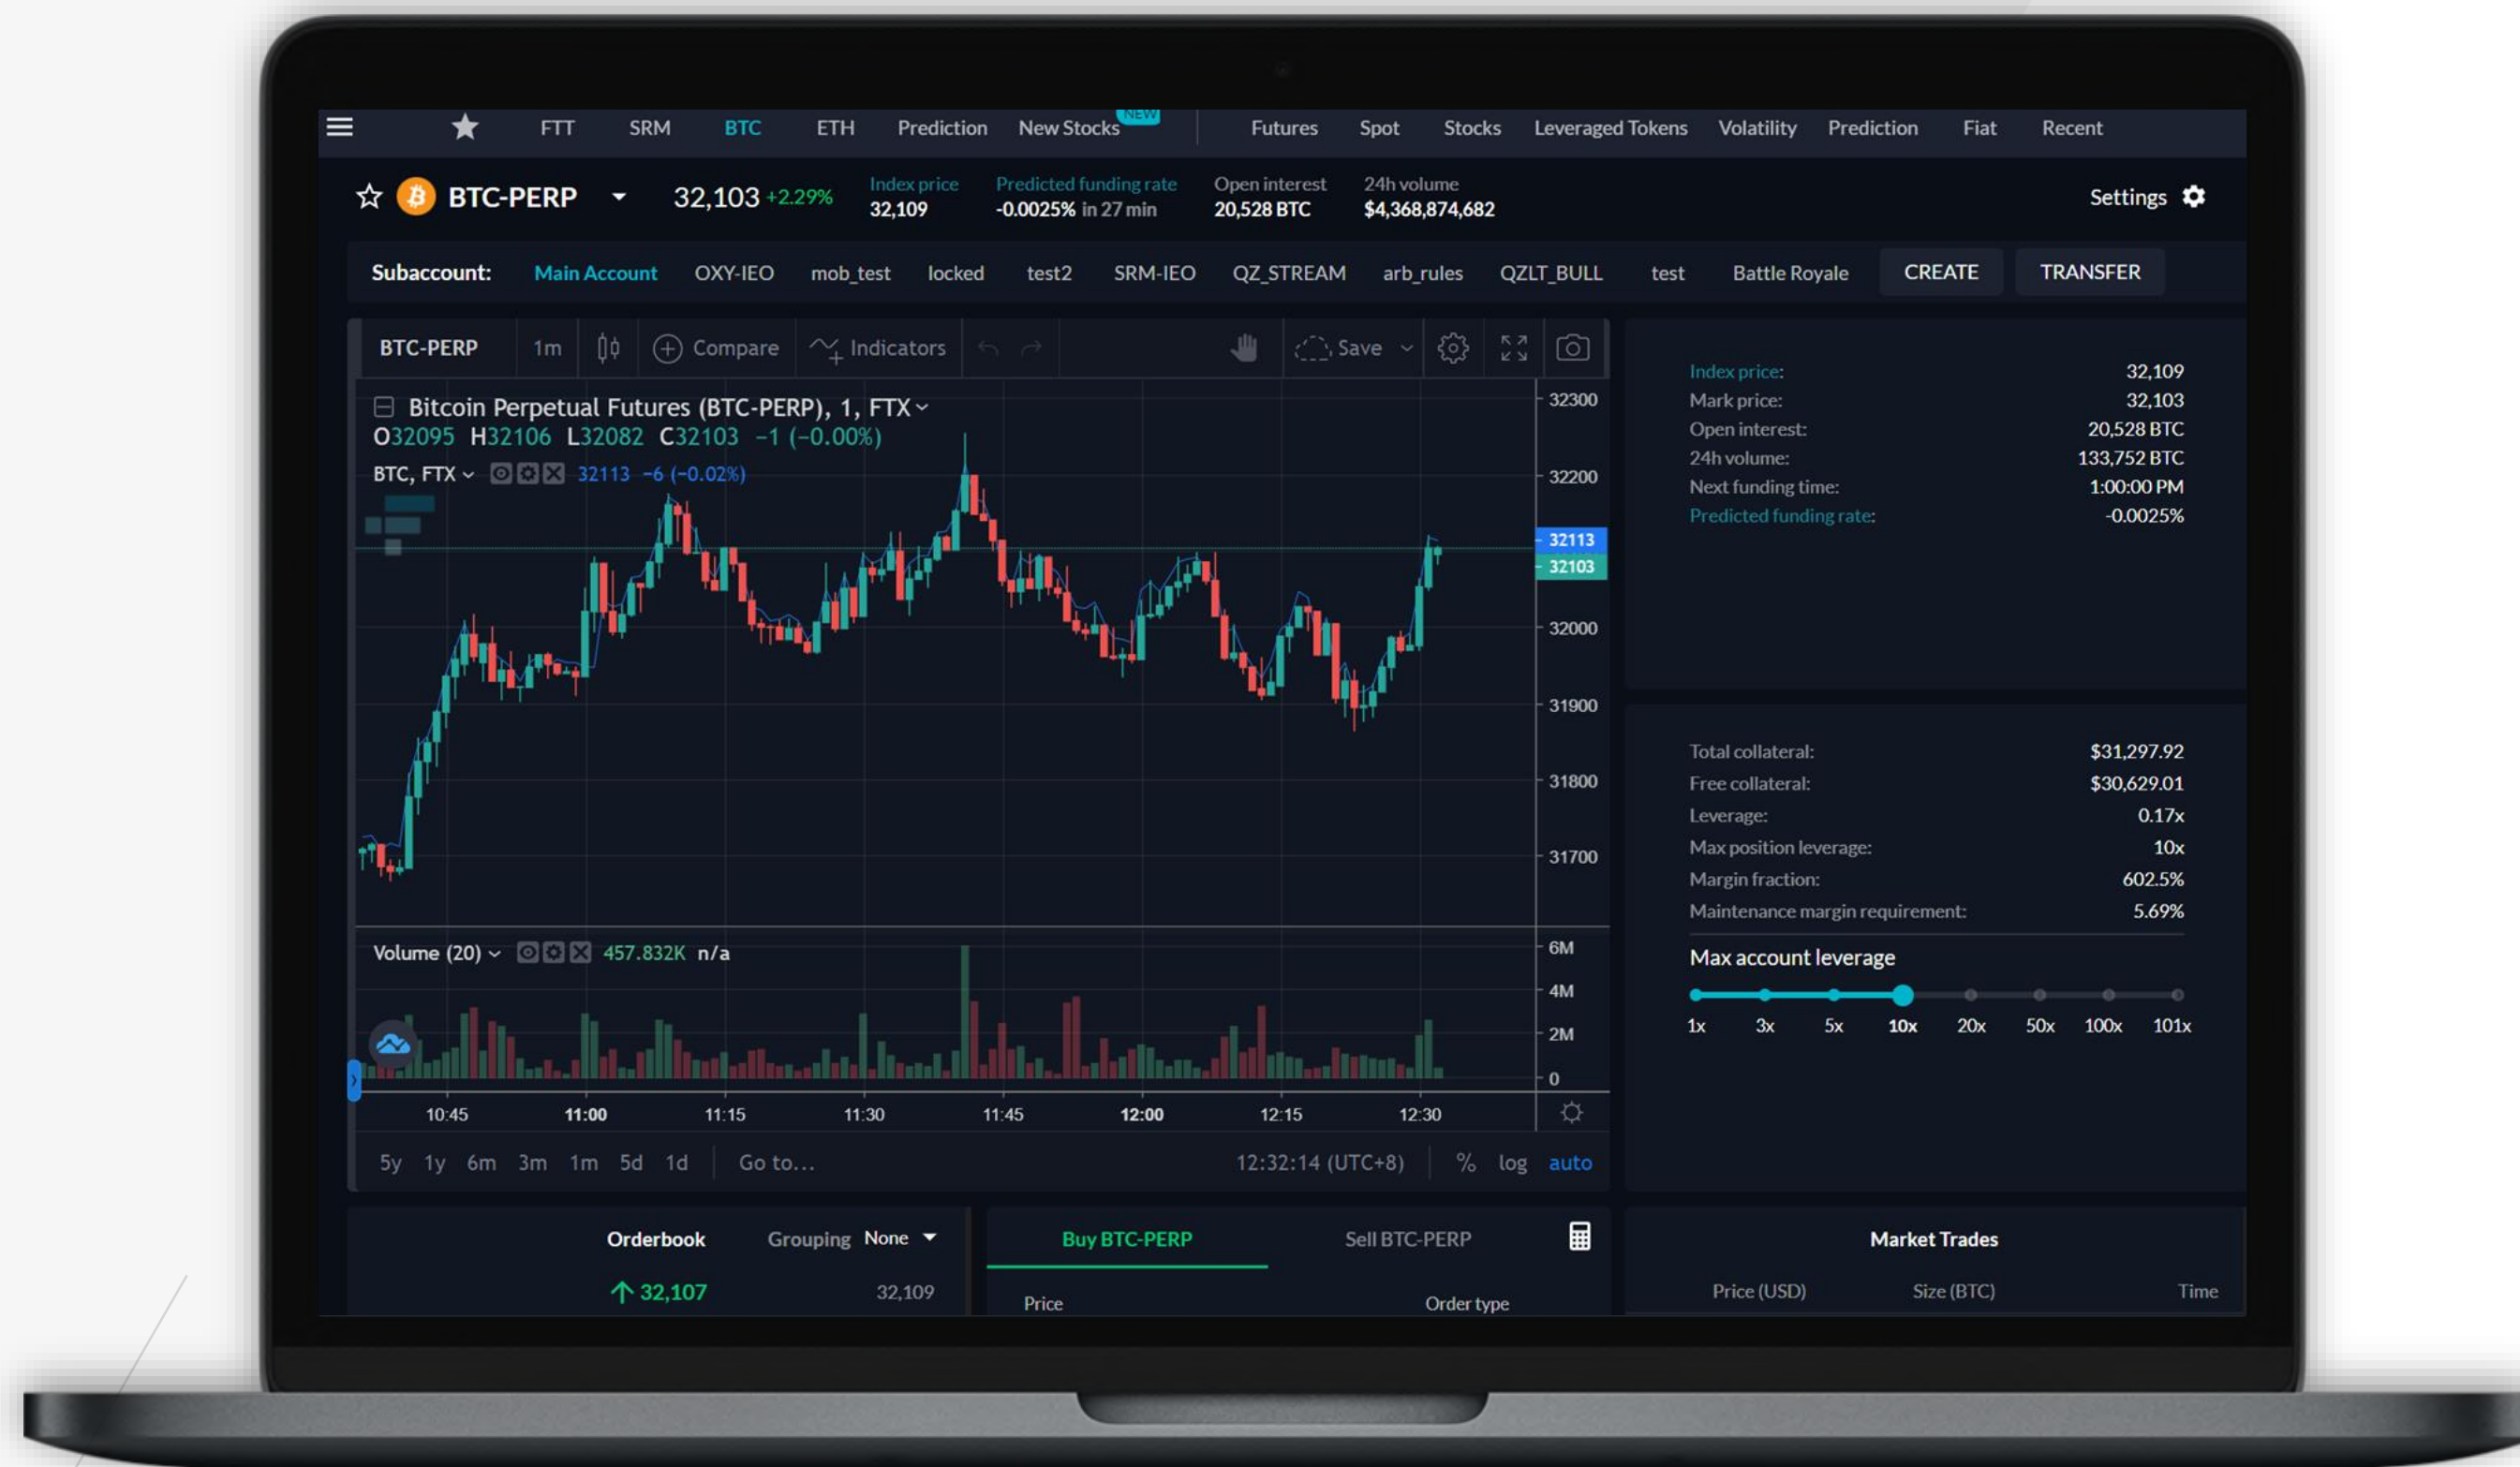 FTT SRM BTC ETH Prediction New Stocks NEW Futures Spot Stocks Leveraged Tokens Volatility Prediction Fiat Recent
BTC-PERP 32,103 +2.29%
Index price
32,109
Predicted funding rate
-0.0025% in 27 min
Open interest
20,528 BTC
24h volume
$4,368,874,682
Settings
Subaccount: Main Account OXY-IEO mob_test locked test2 SRM-IEO QZ_STREAM arb_rules QZLT_BULL test Battle Royale CREATE TRANSFER
BTC-PERP 1m Compare Indicators Save
Bitcoin Perpetual Futures (BTC-PERP), 1, FTX
O32095 H32106 L32082 C32103 −1 (−0.00%)
BTC, FTX 32113 −6 (−0.02%)
32300
32200
32113
32103
32000
31900
31800
31700
Volume (20) 457.832K n/a
6M
4M
2M
0
10:45 11:00 11:15 11:30 11:45 12:00 12:15 12:30
5y 1y 6m 3m 1m 5d 1d Go to... 12:32:14 (UTC+8) % log auto
Index price: 32,109
Mark price: 32,103
Open interest: 20,528 BTC
24h volume: 133,752 BTC
Next funding time: 1:00:00 PM
Predicted funding rate: -0.0025%
Total collateral: $31,297.92
Free collateral: $30,629.01
Leverage: 0.17x
Max position leverage: 10x
Margin fraction: 602.5%
Maintenance margin requirement: 5.69%
Max account leverage
1x 3x 5x 10x 20x 50x 100x 101x
Orderbook Grouping None
32,107 32,109
Buy BTC-PERP Sell BTC-PERP
Price Order type
Market Trades
Price (USD) Size (BTC) Time